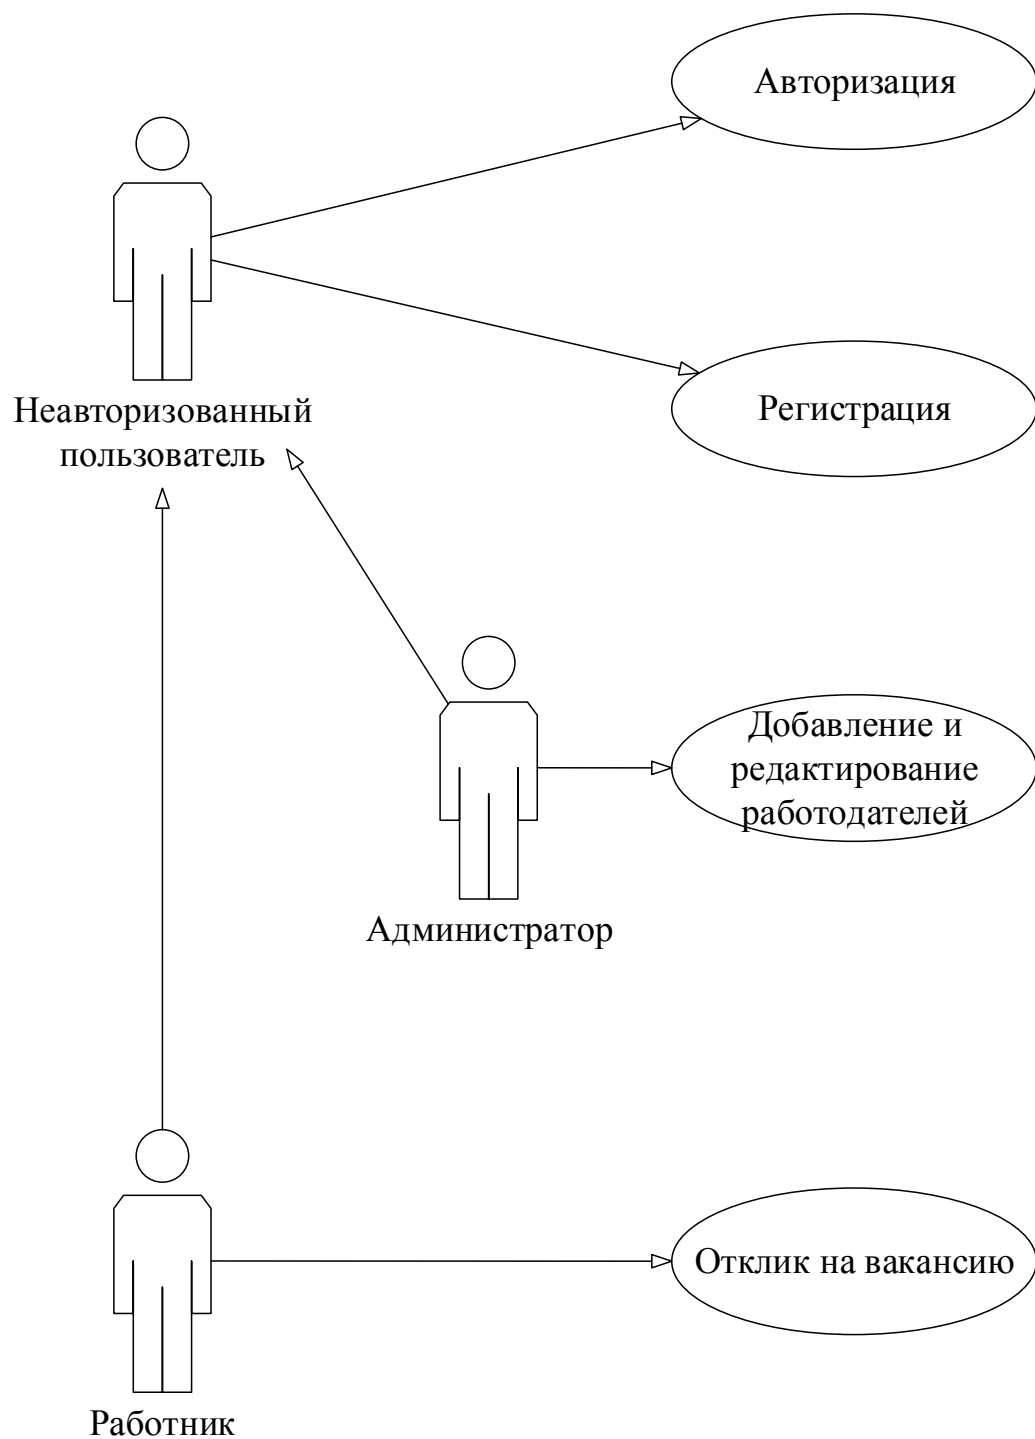 Авторизация
Регистрация
Неавторизованный
пользователь
Добавление и
редактирование
работодателей
Администратор
Отклик на вакансию
Работник